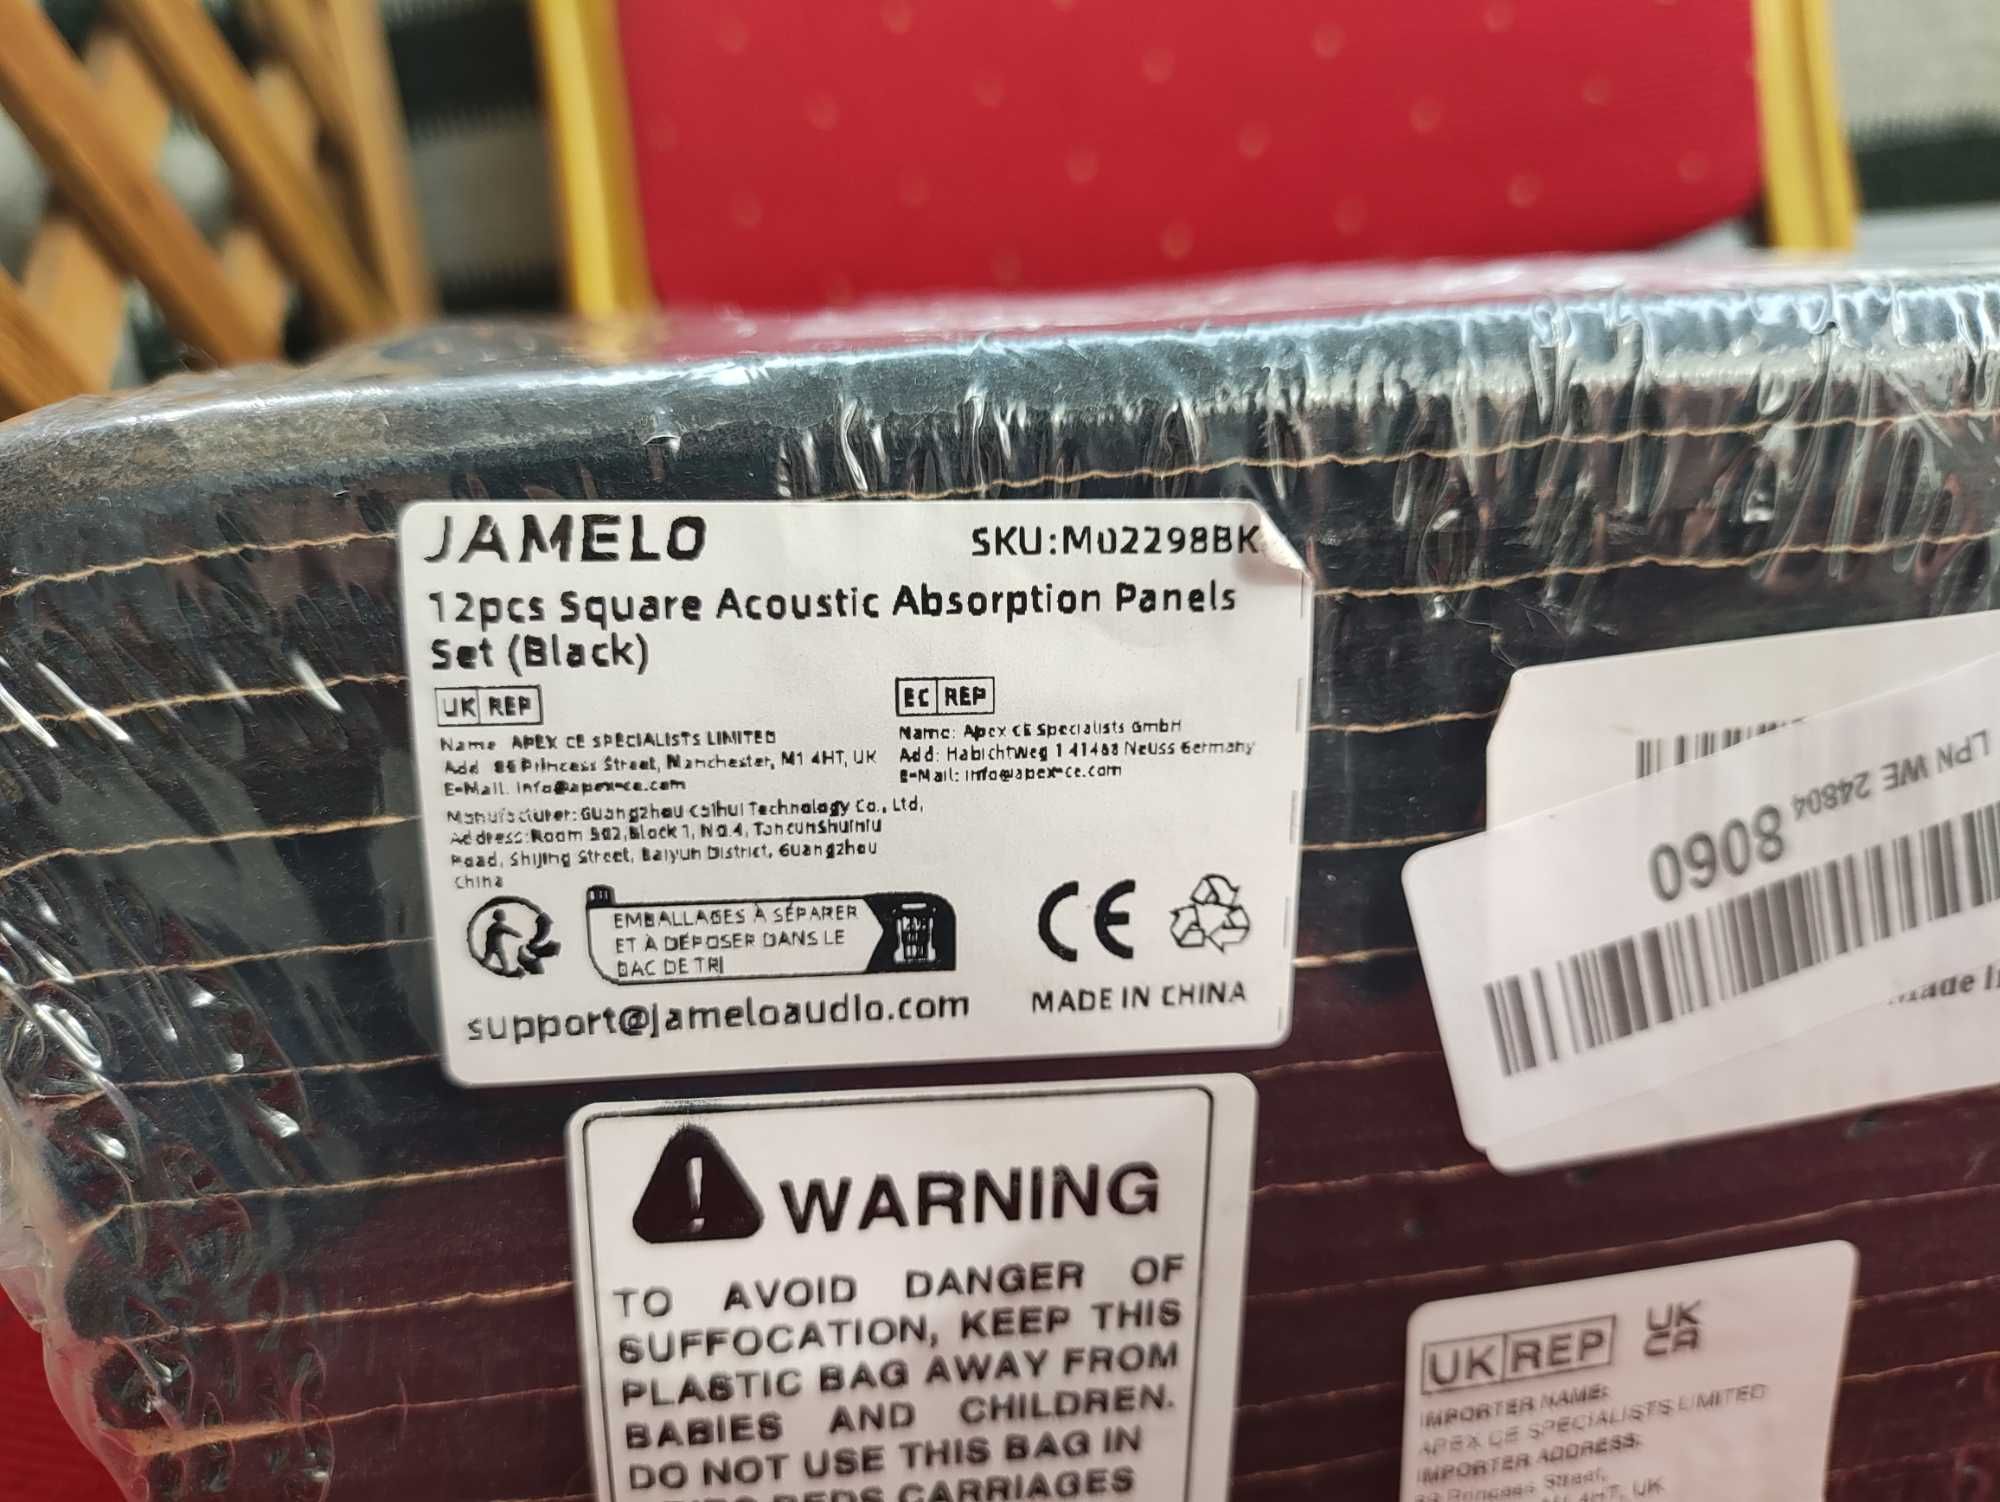 JAMELO
SKU:M02298BK
12pcs Square Acoustic Absorption Panels
Set (Black)
UK REP
Name APEX CE SPECIALISTS LIMITED
Add 86 Princess Street, Manchester, M1 4HT, UK
E-Mail. info@apex-ce.com
EC REP
Name: Apex CE Specialists GmbH
Add: Habichtweg 1 41468 Neuss Germany
E-Mail: info@apex-ce.com
Manufacturer: Guangzhou Caihui Technology Co., Ltd,
Address: Room 502, Block 1, No.4,
Road, Shijing Street, Baiyun District, Guangzhou
China
EMBALLAGES À SÉPARER
ET À DÉPOSER DANS LE
BAC DE TRI
CE
support@jameloaudio.com
MADE IN CHINA
LPN WE 24804 8060
WARNING
TO AVOID DANGER OF
SUFFOCATION, KEEP THIS
PLASTIC BAG AWAY FROM
BABIES AND CHILDREN.
DO NOT USE THIS BAG IN
BEDS CARRIAGES
UK REP
UK
CA
IMPORTER NAME:
APEX CE SPECIALISTS LIMITED
IMPORTER ADDRESS:
Princess Street,
4HT, UK